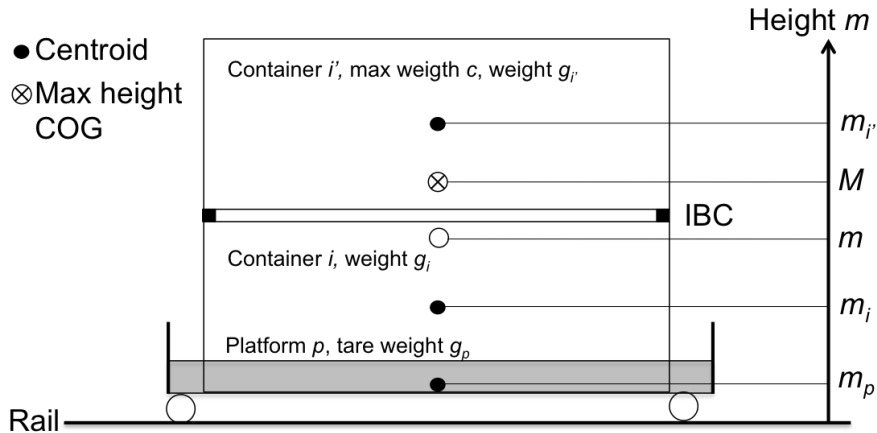 Height m
Centroid
Max height
COG
Container i’, max weigth c, weight gi’
mi’
M
IBC
m
Container i, weight gi
mi
Platform p, tare weight gp
mp
Rail